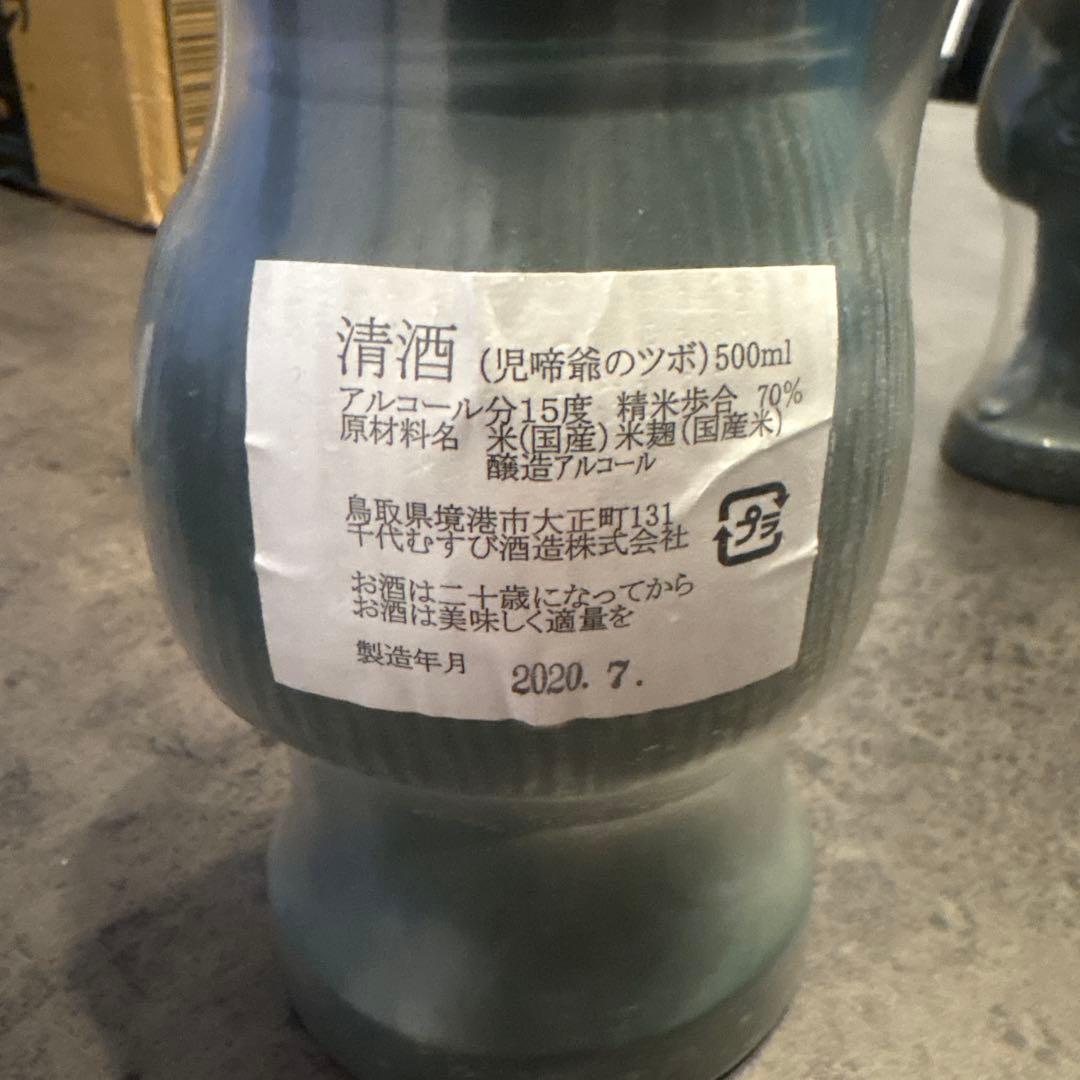 清酒 (児啼爺のツボ)500ml
アルコール分15度 精米歩合 70%
原材料名 米(国産)米麹(国産米)
醸造アルコール
鳥取県境港市大正町131
千代むすび酒造株式会社
プラ
お酒は二十歳になってから
お酒は美味しく適量を
製造年月 2020. 7.